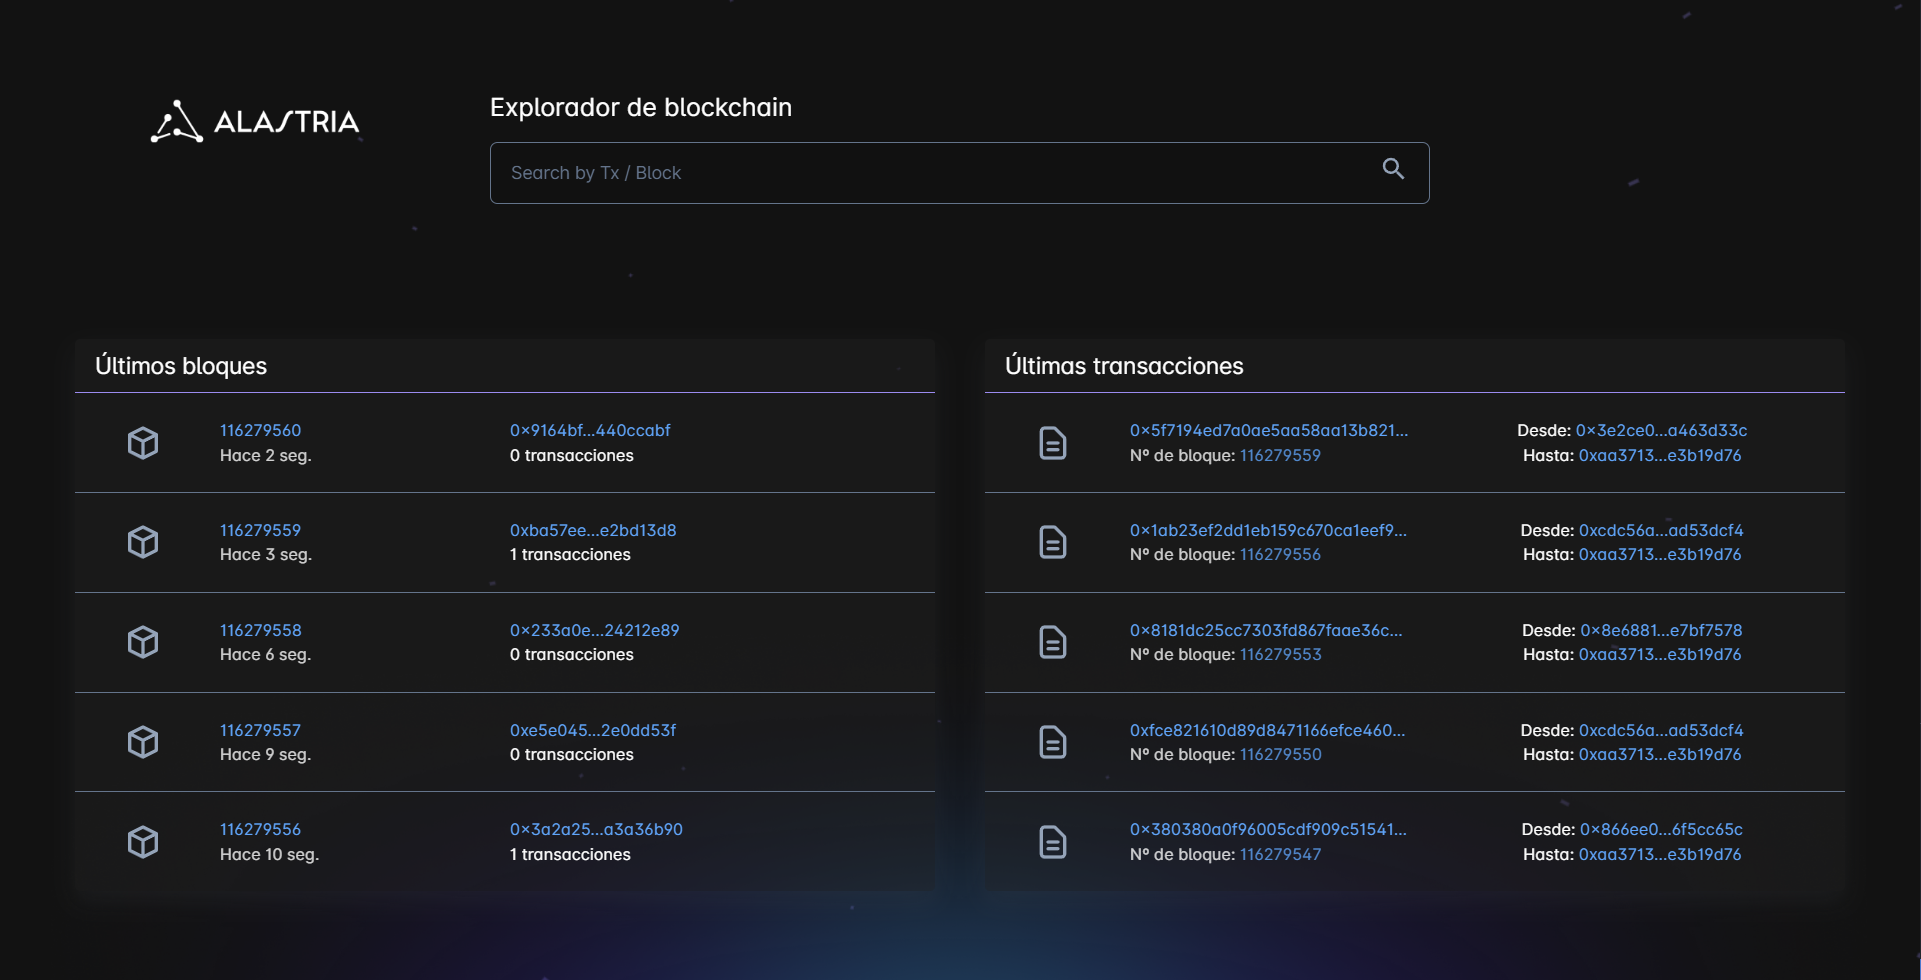 ALASTRIA
Explorador de blockchain
Search by Tx / Block
Últimos bloques
116279560
0x9164bf...440ccabf
Hace 2 seg.
0 transacciones
116279559
0xba57ee...e2bd13d8
Hace 3 seg.
1 transacciones
116279558
0x233a0e...24212e89
Hace 6 seg.
0 transacciones
116279557
0xe5e045...2e0dd53f
Hace 9 seg.
0 transacciones
116279556
0x3a2a25...a3a36b90
Hace 10 seg.
1 transacciones
Últimas transacciones
0x5f7194ed7a0ae5aa58aa13b821...
Desde: 0x3e2ce0...a463d33c
Nº de bloque: 116279559
Hasta: 0xaa3713...e3b19d76
0x1ab23ef2dd1eb159c670ca1eef9...
Desde: 0xcdc56a...ad53dcf4
Nº de bloque: 116279556
Hasta: 0xaa3713...e3b19d76
0x8181dc25cc7303fd867faae36c...
Desde: 0x8e6881...e7bf7578
Nº de bloque: 116279553
Hasta: 0xaa3713...e3b19d76
0xfce821610d89d8471166efce460...
Desde: 0xcdc56a...ad53dcf4
Nº de bloque: 116279550
Hasta: 0xaa3713...e3b19d76
0x380380a0f96005cdf909c51541...
Desde: 0x866ee0...6f5cc65c
Nº de bloque: 116279547
Hasta: 0xaa3713...e3b19d76